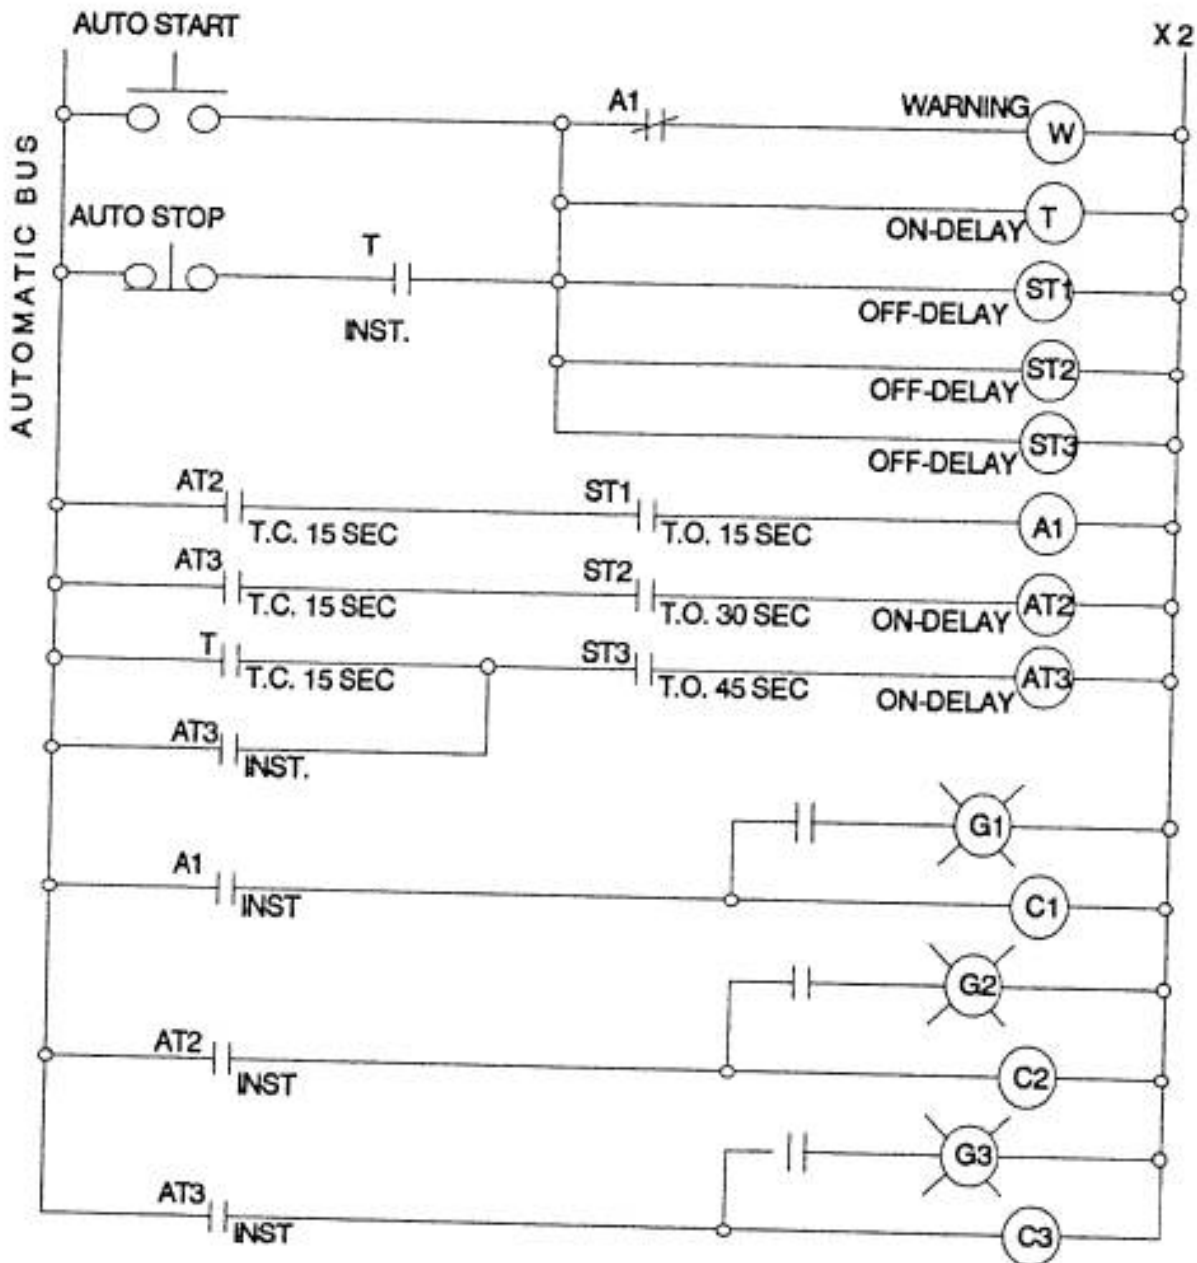 AUTO START
X2
A1
WARNING
W
AUTOMATIC BUS
AUTO STOP
T
ON-DELAY
T
INST.
ST1
OFF-DELAY
ST2
OFF-DELAY
ST3
OFF-DELAY
AT2
T.C. 15 SEC
ST1
T.O. 15 SEC
A1
AT3
T.C. 15 SEC
ST2
T.O. 30 SEC
ON-DELAY
AT2
T
T.C. 15 SEC
ST3
T.O. 45 SEC
ON-DELAY
AT3
AT3
INST.
G1
A1
INST
C1
G2
AT2
INST
C2
G3
AT3
INST
C3